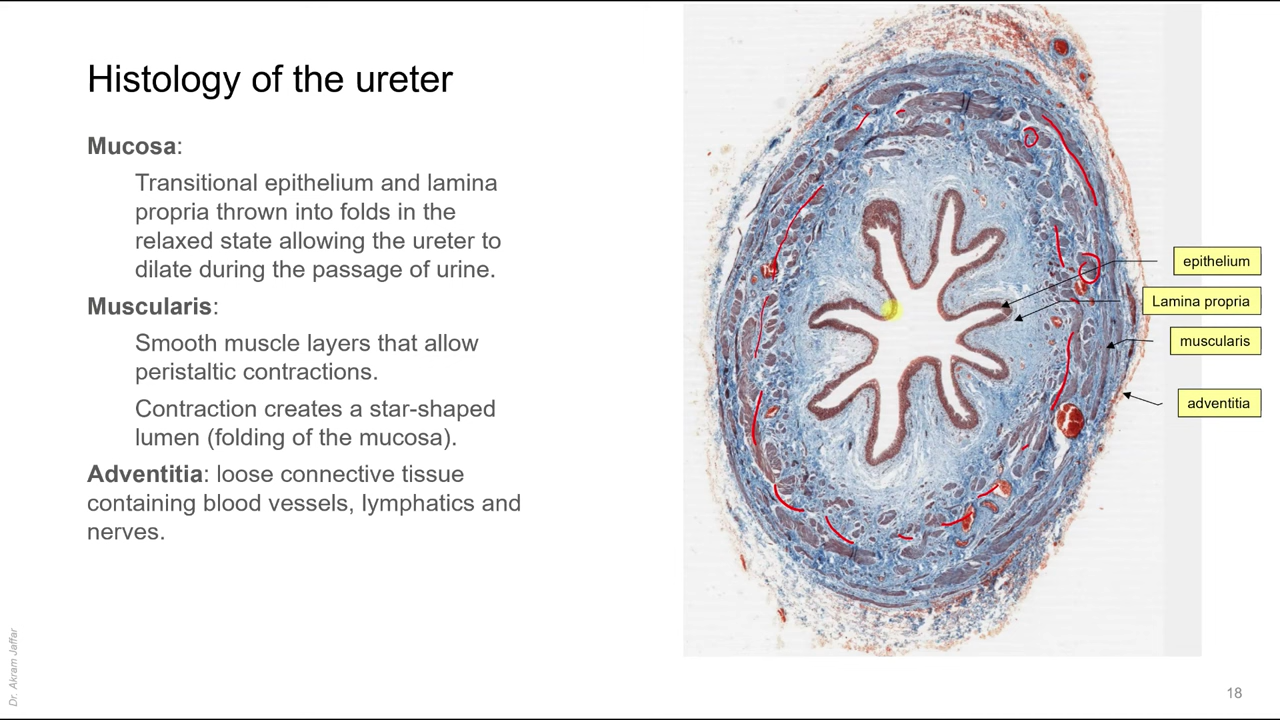 Histology of the ureter
Mucosa:
Transitional epithelium and lamina
propria thrown into folds in the
relaxed state allowing the ureter to
dilate during the passage of urine.
Muscularis:
Smooth muscle layers that allow
peristaltic contractions.
Contraction creates a star-shaped
lumen (folding of the mucosa).
Adventitia: loose connective tissue
containing blood vessels, lymphatics and
nerves.
epithelium
Lamina propria
muscularis
adventitia
Dr. Akram Jaffar
18